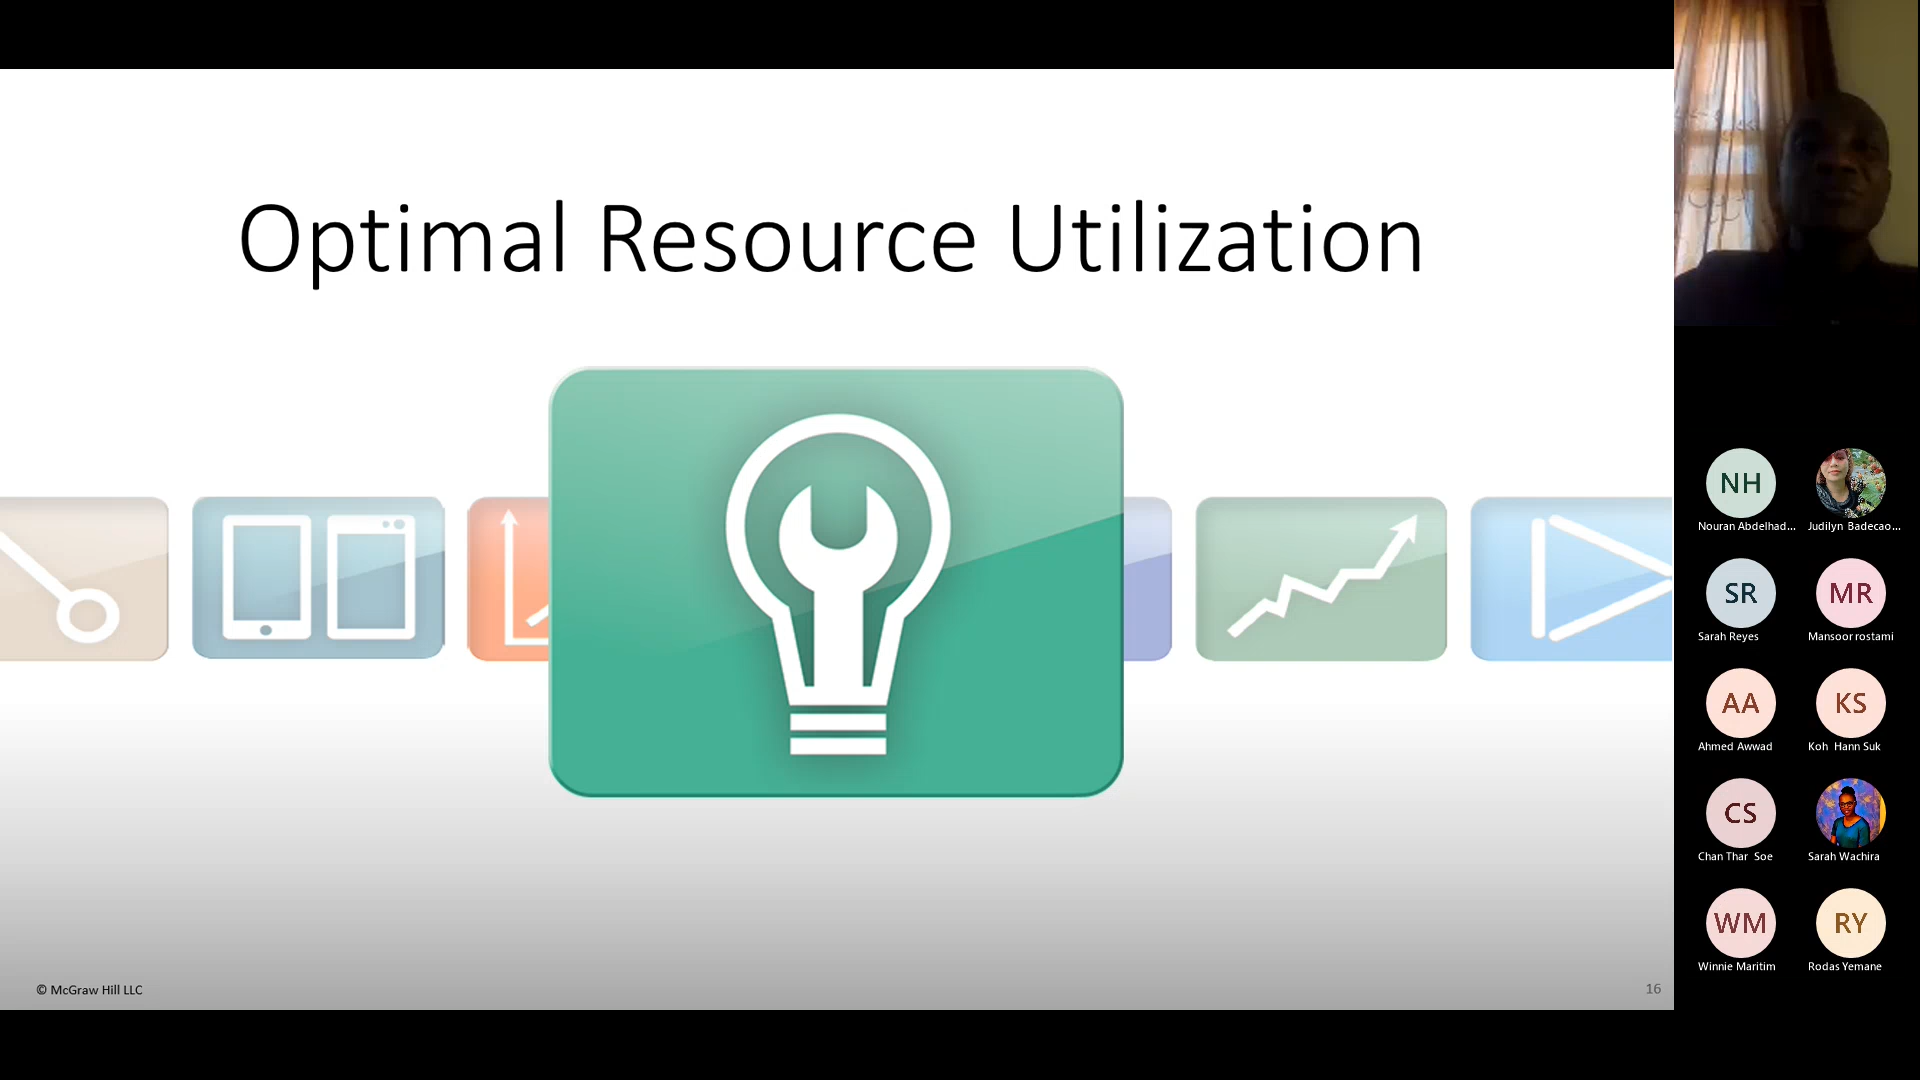 Optimal Resource Utilization
© McGraw Hill LLC
16
NH
Nouran Abdelhad...
Judilyn Badecao...
SR
Sarah Reyes
MR
Mansoor rostami
AA
Ahmed Awwad
KS
Koh Hann Suk
CS
Chan Thar Soe
Sarah Wachira
WM
Winnie Maritim
RY
Rodas Yemane